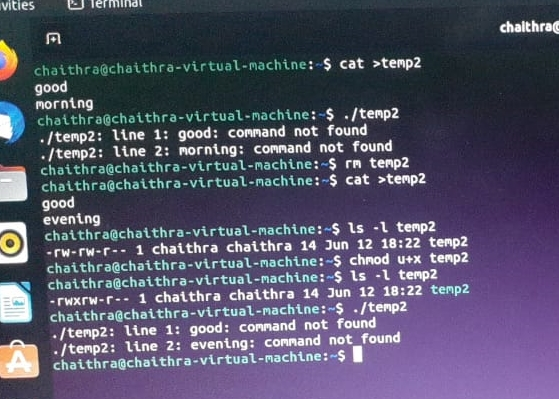 Terminal
chaithra@
chaithra@chaithra-virtual-machine:~$ cat >temp2
good
morning
chaithra@chaithra-virtual-machine:~$ ./temp2
./temp2: line 1: good: command not found
./temp2: line 2: morning: command not found
chaithra@chaithra-virtual-machine:~$ rm temp2
chaithra@chaithra-virtual-machine:~$ cat >temp2
good
evening
chaithra@chaithra-virtual-machine:~$ ls -l temp2
-rw-rw-r-- 1 chaithra chaithra 14 Jun 12 18:22 temp2
chaithra@chaithra-virtual-machine:~$ chmod u+x temp2
chaithra@chaithra-virtual-machine:~$ ls -l temp2
-rwxrw-r-- 1 chaithra chaithra 14 Jun 12 18:22 temp2
chaithra@chaithra-virtual-machine:~$ ./temp2
./temp2: line 1: good: command not found
./temp2: line 2: evening: command not found
chaithra@chaithra-virtual-machine:~$